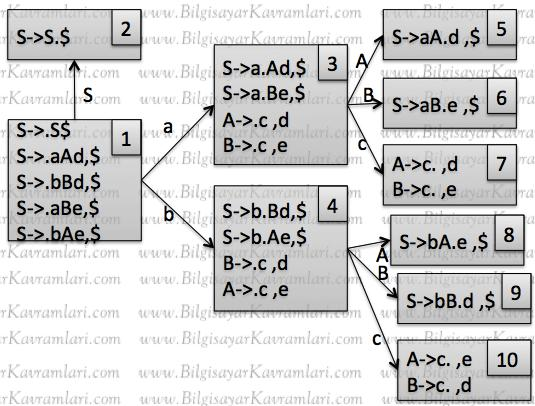 S->S.$ 2
S
S->.S$ 1
S->.aAd,$
S->.bBd,$
S->.aBe,$
S->.bAe,$
a
b
S->a.Ad,$ 3
S->a.Be,$
A->.c ,d
B->.c ,e
S->b.Bd,$ 4
S->b.Ae,$
B->.c ,d
A->.c ,e
A
B
c
S->aA.d ,$ 5
S->aB.e ,$ 6
A->c. ,d 7
B->c. ,e
A
B
c
S->bA.e ,$ 8
S->bB.d ,$ 9
A->c. ,e 10
B->c. ,d
www.BilgisayarKavramlari.com